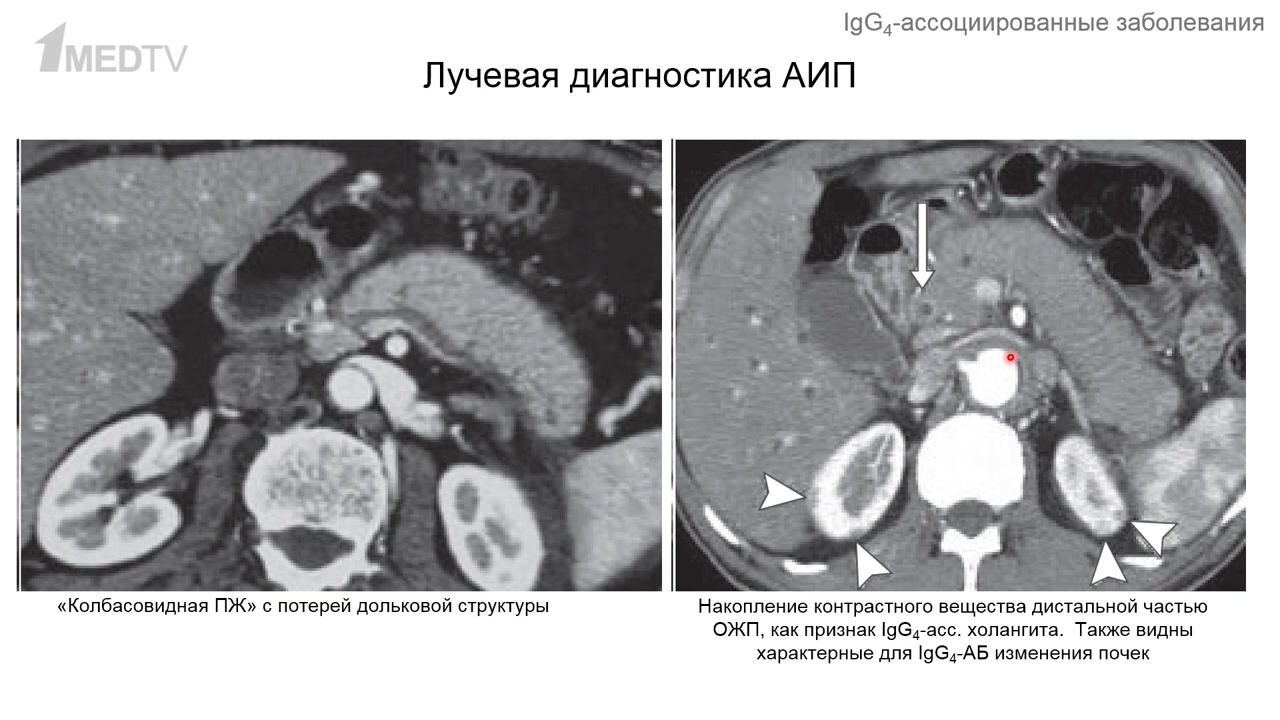 IgG₄-ассоциированные заболевания
1MEDTV
Лучевая диагностика АИП
«Колбасовидная ПЖ» с потерей дольковой структуры
Накопление контрастного вещества дистальной частью
ОЖП, как признак IgG₄-асс. холангита. Также видны
характерные для IgG₄-АБ изменения почек